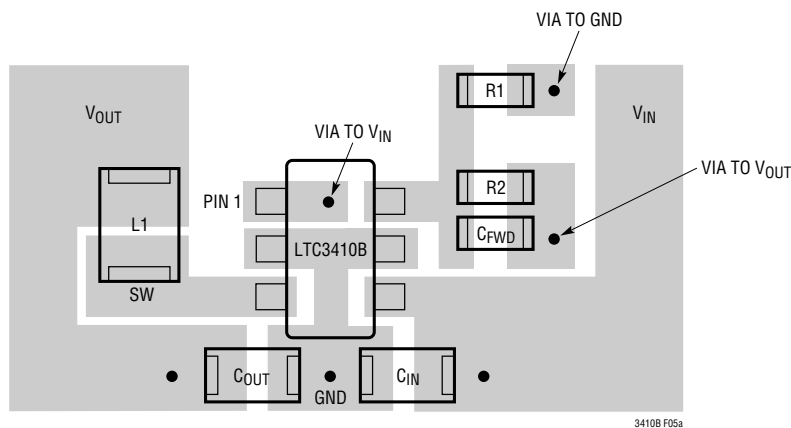 VIA TO GND
R1
VOUT
VIN
VIA TO VIN
VIA TO VOUT
R2
PIN 1
L1
CFWD
LTC3410B
SW
COUT
CIN
GND
3410B F05a